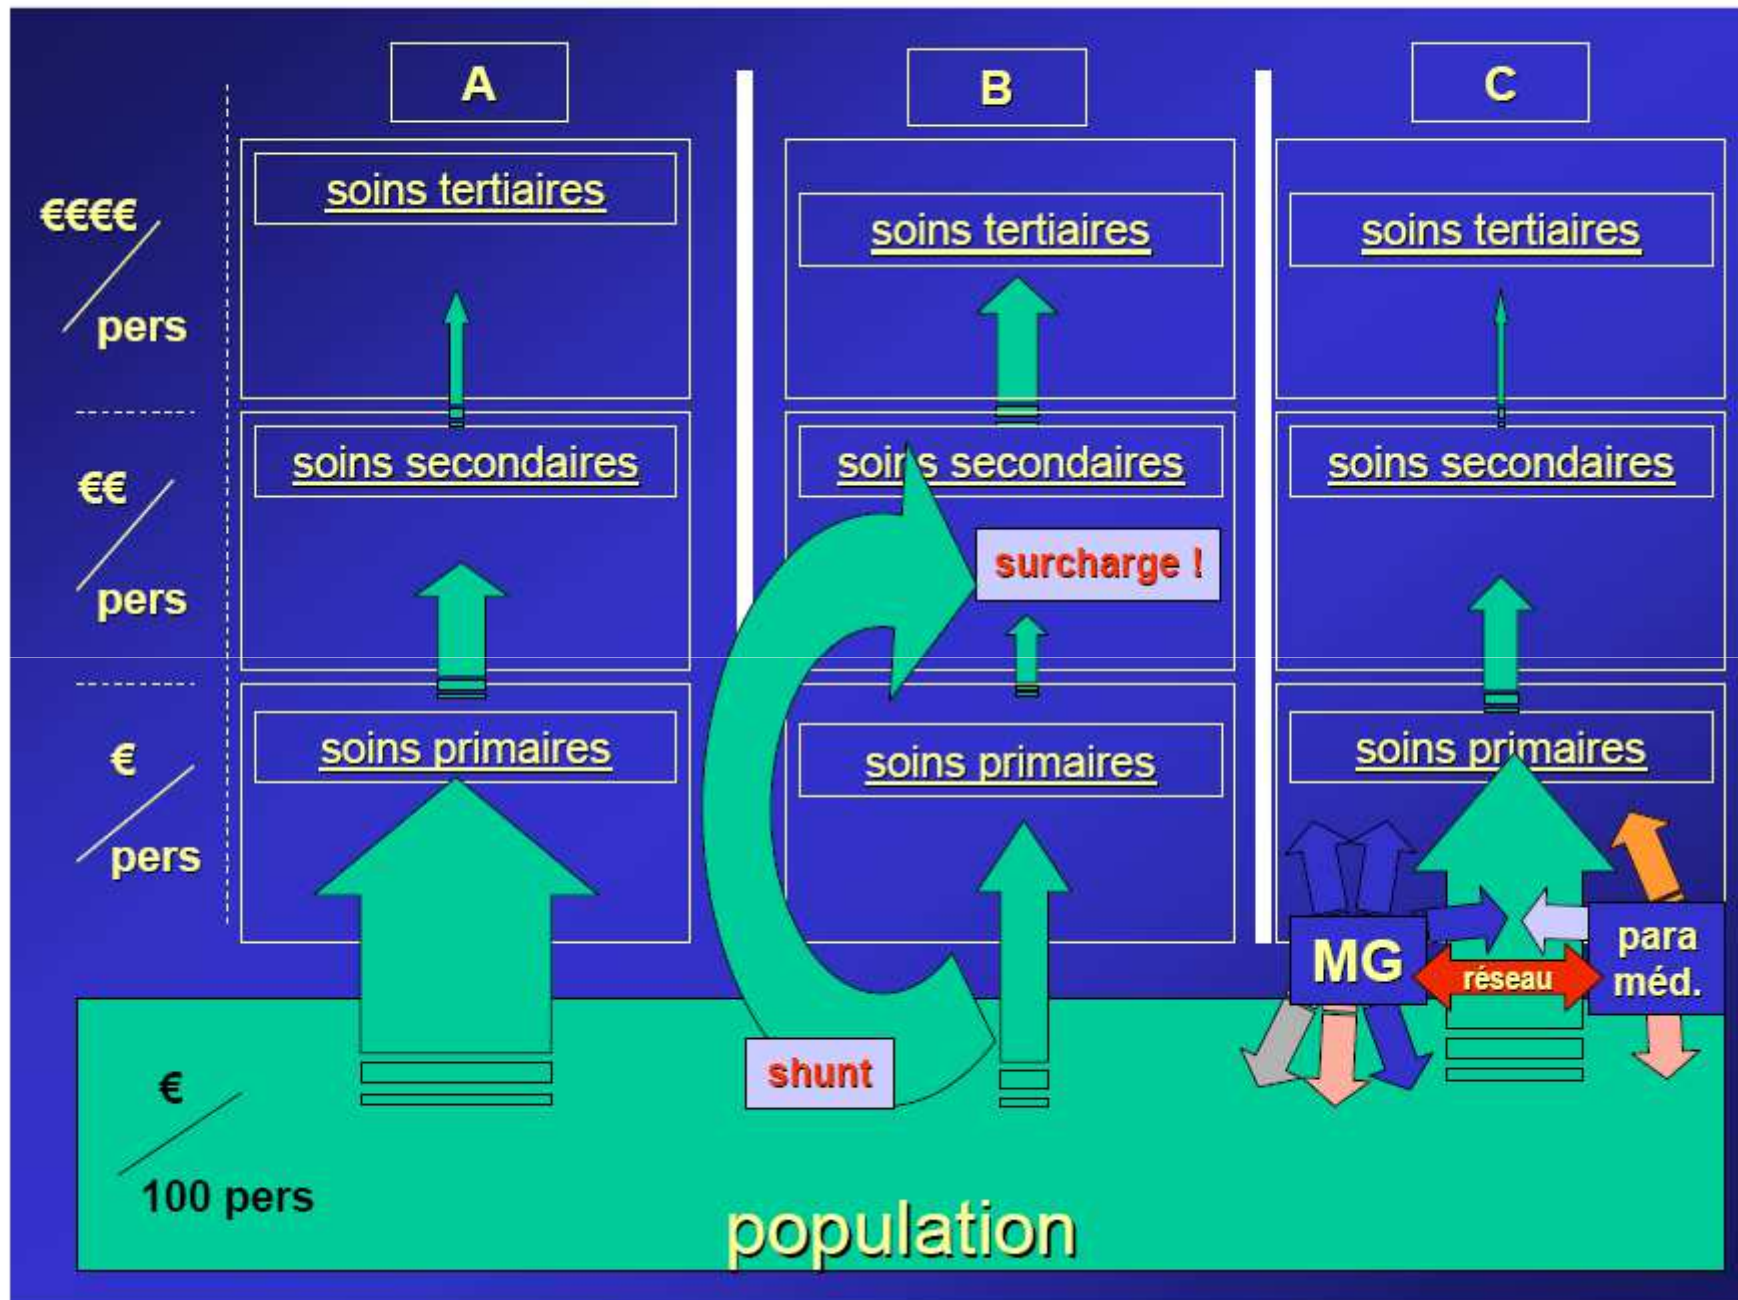 A
B
C
€€€€
pers
soins tertiaires
soins tertiaires
soins tertiaires
€€
pers
soins secondaires
soins secondaires
soins secondaires
surcharge !
€
pers
soins primaires
soins primaires
soins primaires
MG
réseau
para
méd.
shunt
€
100 pers
population